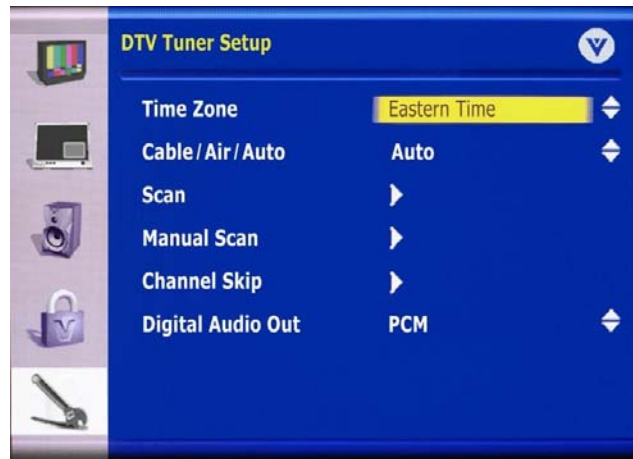 DTV Tuner Setup
V
Time Zone Eastern Time
Cable/Air/Auto Auto
Scan
Manual Scan
Channel Skip
Digital Audio Out PCM